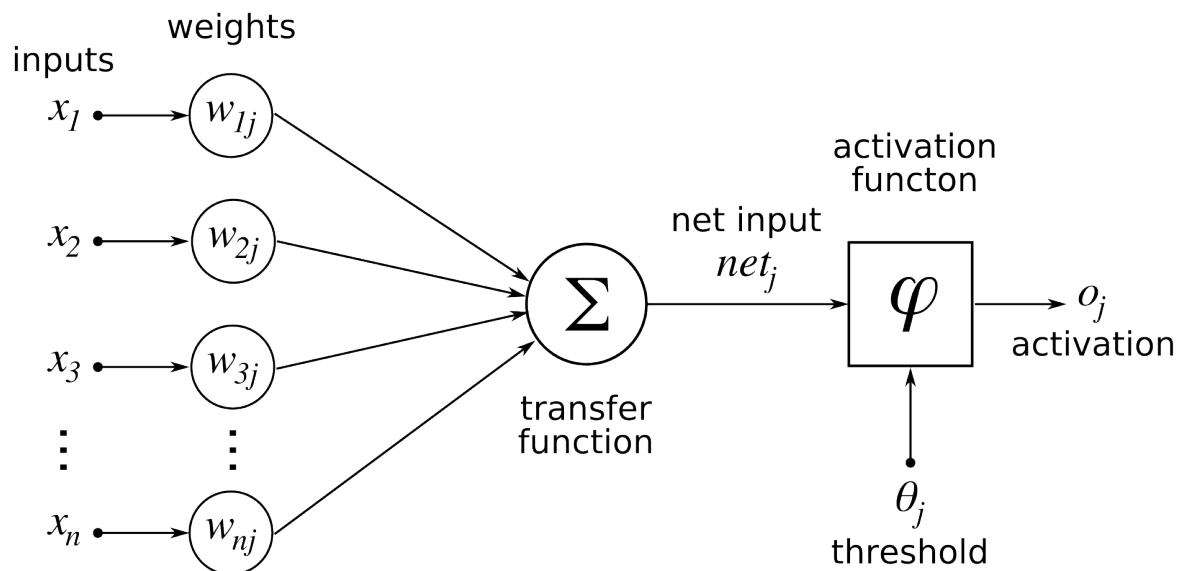 weights
inputs
x1
w1j
x2
w2j
x3
w3j
⋮ ⋮
xn
wnj
Σ
transfer
function
net input
netj
activation
functon
φ
oj
activation
θj
threshold